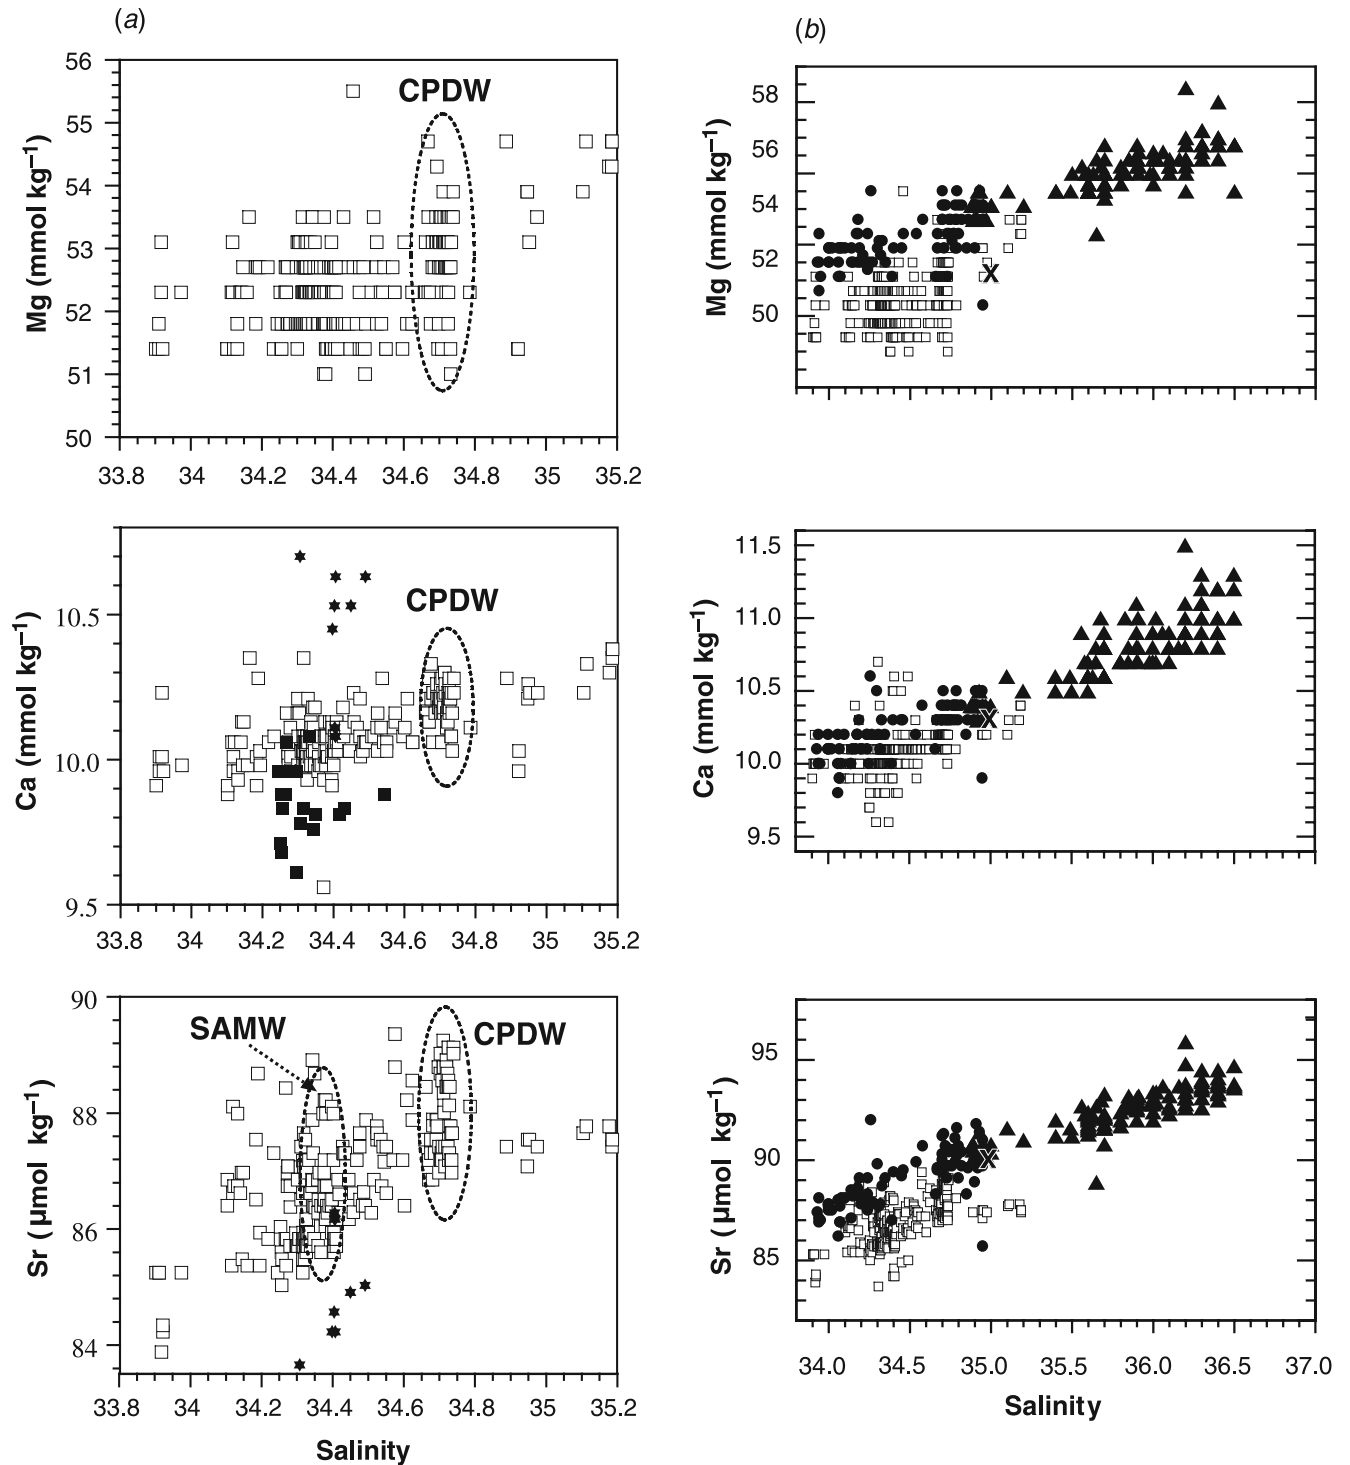 (a)
56
55
54
53
52
51
50
Mg (mmol kg–1)
CPDW
33.8 34 34.2 34.4 34.6 34.8 35 35.2
10.5
10.0
9.5
Ca (mmol kg–1)
CPDW
33.8 34 34.2 34.4 34.6 34.8 35 35.2
90
88
86
84
Sr (µmol kg–1)
SAMW
CPDW
33.8 34 34.2 34.4 34.6 34.8 35 35.2
Salinity
(b)
58
56
54
52
50
Mg (mmol kg–1)
X
11.5
11.0
10.5
10.0
9.5
Ca (mmol kg–1)
X
95
90
85
Sr ( µmol kg–1)
X
34.0 34.5 35.0 35.5 36.0 36.5 37.0
Salinity